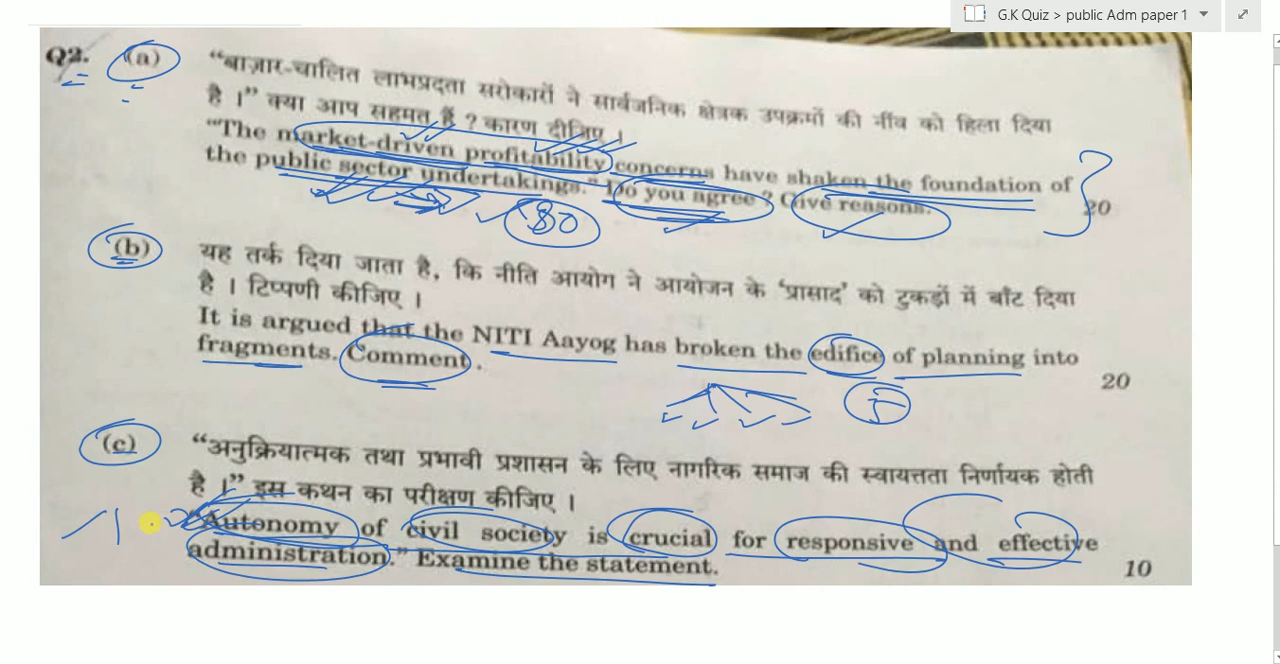 G.K Quiz > public Adm paper 1
Q2. (a) “बाज़ार-चालित लाभप्रदता सरोकारों ने सार्वजनिक क्षेत्रक उपक्रमों की नींव को हिला दिया
है ।” क्या आप सहमत हैं ? कारण दीजिए ।
“The market-driven profitability concerns have shaken the foundation of
the public sector undertakings.” Do you agree ? Give reasons. 20
80
(b) यह तर्क दिया जाता है, कि नीति आयोग ने आयोजन के ‘प्रासाद’ को टुकड़ों में बाँट दिया
है । टिप्पणी कीजिए ।
It is argued that the NITI Aayog has broken the edifice of planning into
fragments. Comment. 20
(c) “अनुक्रियात्मक तथा प्रभावी प्रशासन के लिए नागरिक समाज की स्वायत्तता निर्णायक होती
है ।” इस कथन का परीक्षण कीजिए ।
“Autonomy of civil society is crucial for responsive and effective
administration.” Examine the statement. 10